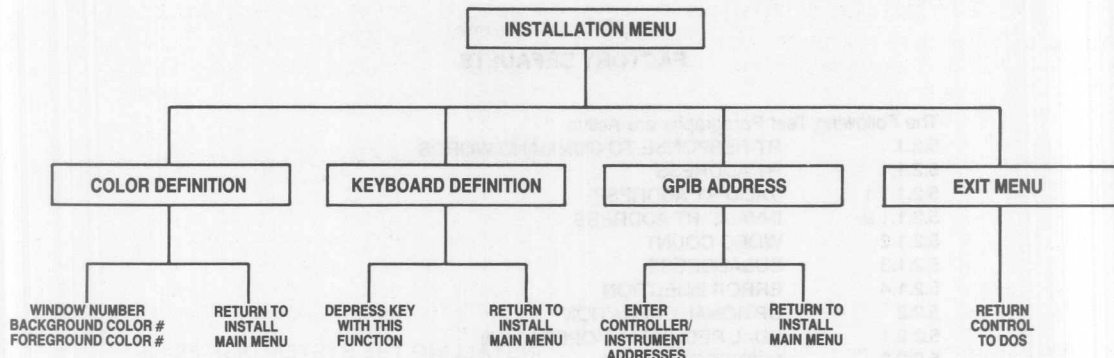 INSTALLATION MENU
COLOR DEFINITION
KEYBOARD DEFINITION
GPIB ADDRESS
EXIT MENU
WINDOW NUMBER
BACKGROUND COLOR #
FOREGROUND COLOR #
RETURN TO
INSTALL
MAIN MENU
DEPRESS KEY
WITH THIS
FUNCTION
RETURN TO
INSTALL
MAIN MENU
ENTER
CONTROLLER/
INSTRUMENT
ADDRESSES
RETURN TO
INSTALL
MAIN MENU
RETURN
CONTROL
TO DOS